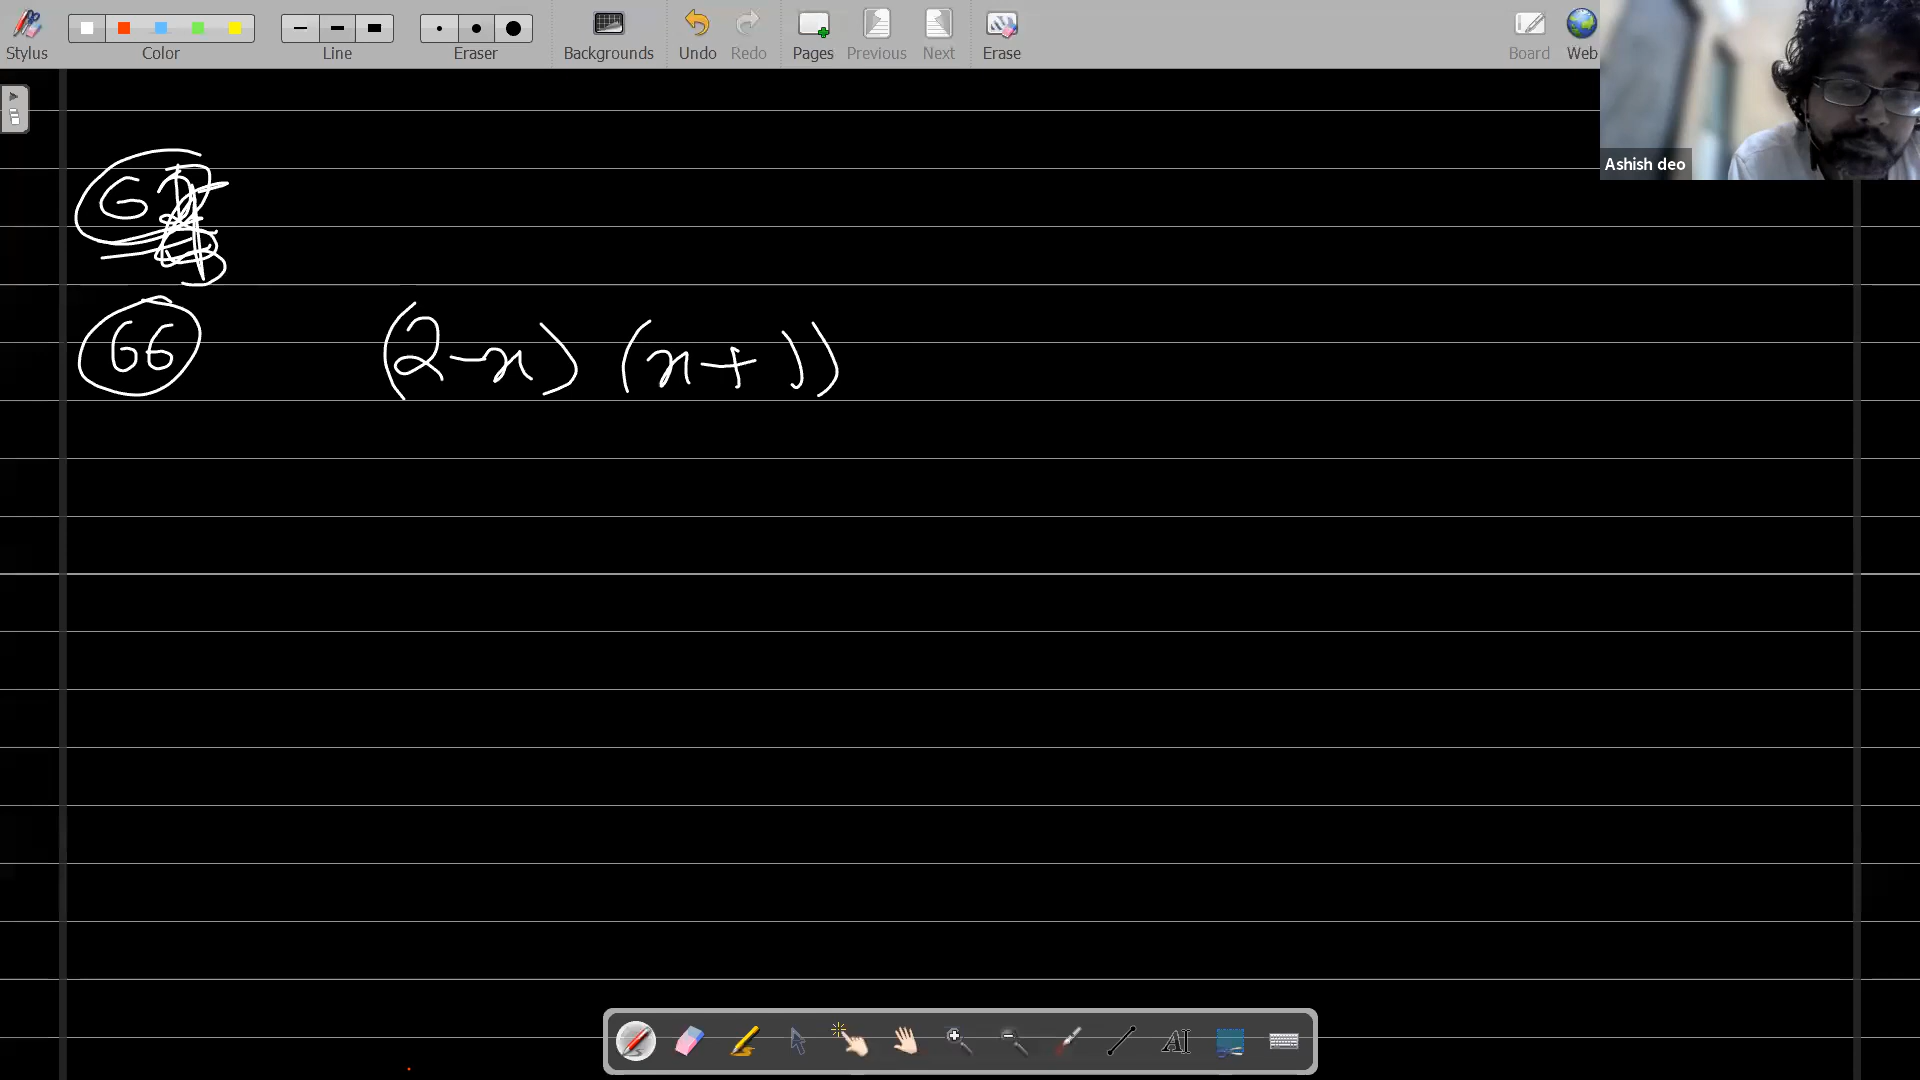 Stylus Color Line Eraser Backgrounds Undo Redo Pages Previous Next Erase Board Web
Ashish deo
66 (2-x) (x+1)